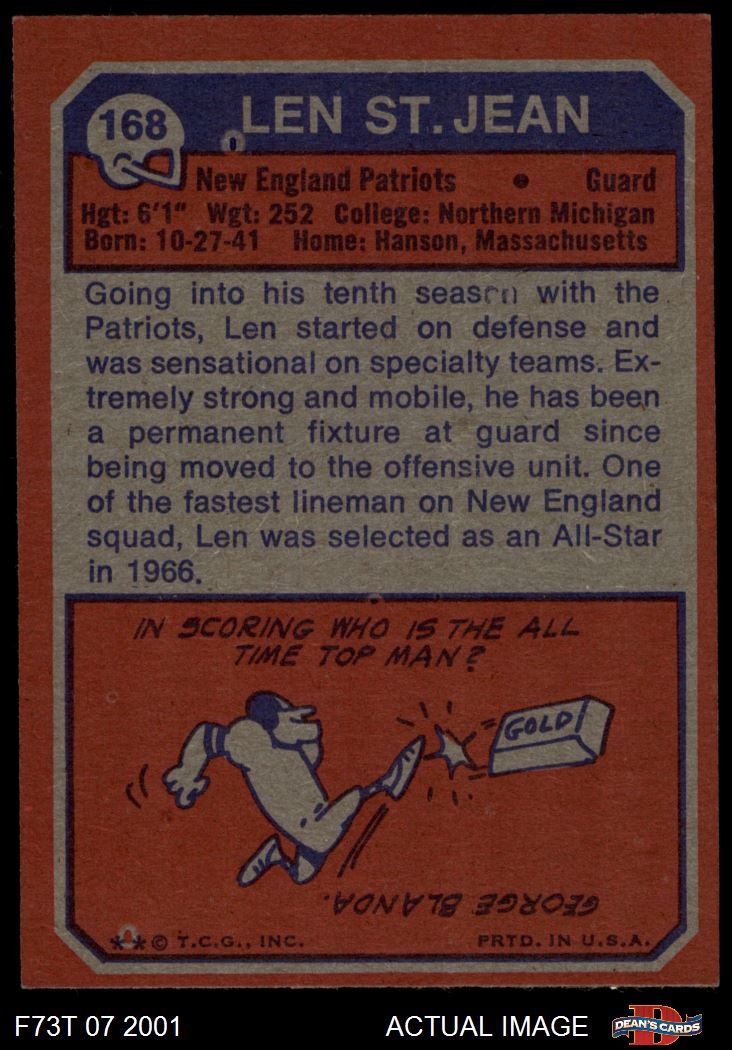 168
LEN ST. JEAN
New England Patriots • Guard
Hgt: 6'1" Wgt: 252 College: Northern Michigan
Born: 10-27-41 Home: Hanson, Massachusetts
Going into his tenth season with the
Patriots, Len started on defense and
was sensational on specialty teams. Ex-
tremely strong and mobile, he has been
a permanent fixture at guard since
being moved to the offensive unit. One
of the fastest lineman on New England
squad, Len was selected as an All-Star
in 1966.
IN SCORING WHO IS THE ALL
TIME TOP MAN?
GOLD!
GEORGE BLANDA.
**© T.C.G., INC. PRTD. IN U.S.A.
F73T 07 2001 ACTUAL IMAGE
D
DEAN'S CARDS